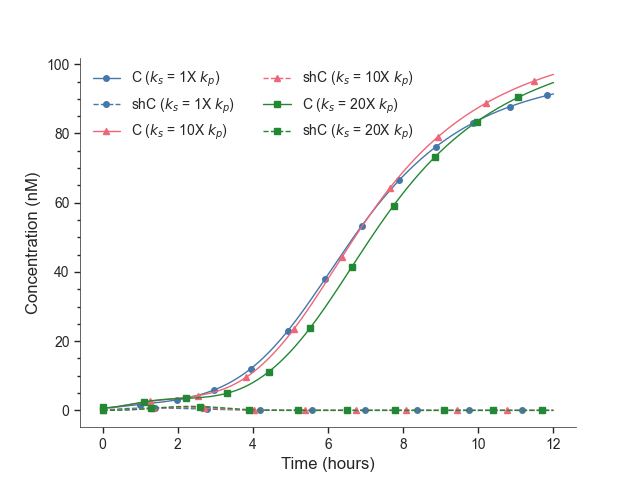 100
80
60
40
20
0
Concentration (nM)
C (ks = 1X kp)
shC (ks = 1X kp)
C (ks = 10X kp)
shC (ks = 10X kp)
C (ks = 20X kp)
shC (ks = 20X kp)
0 2 4 6 8 10 12
Time (hours)